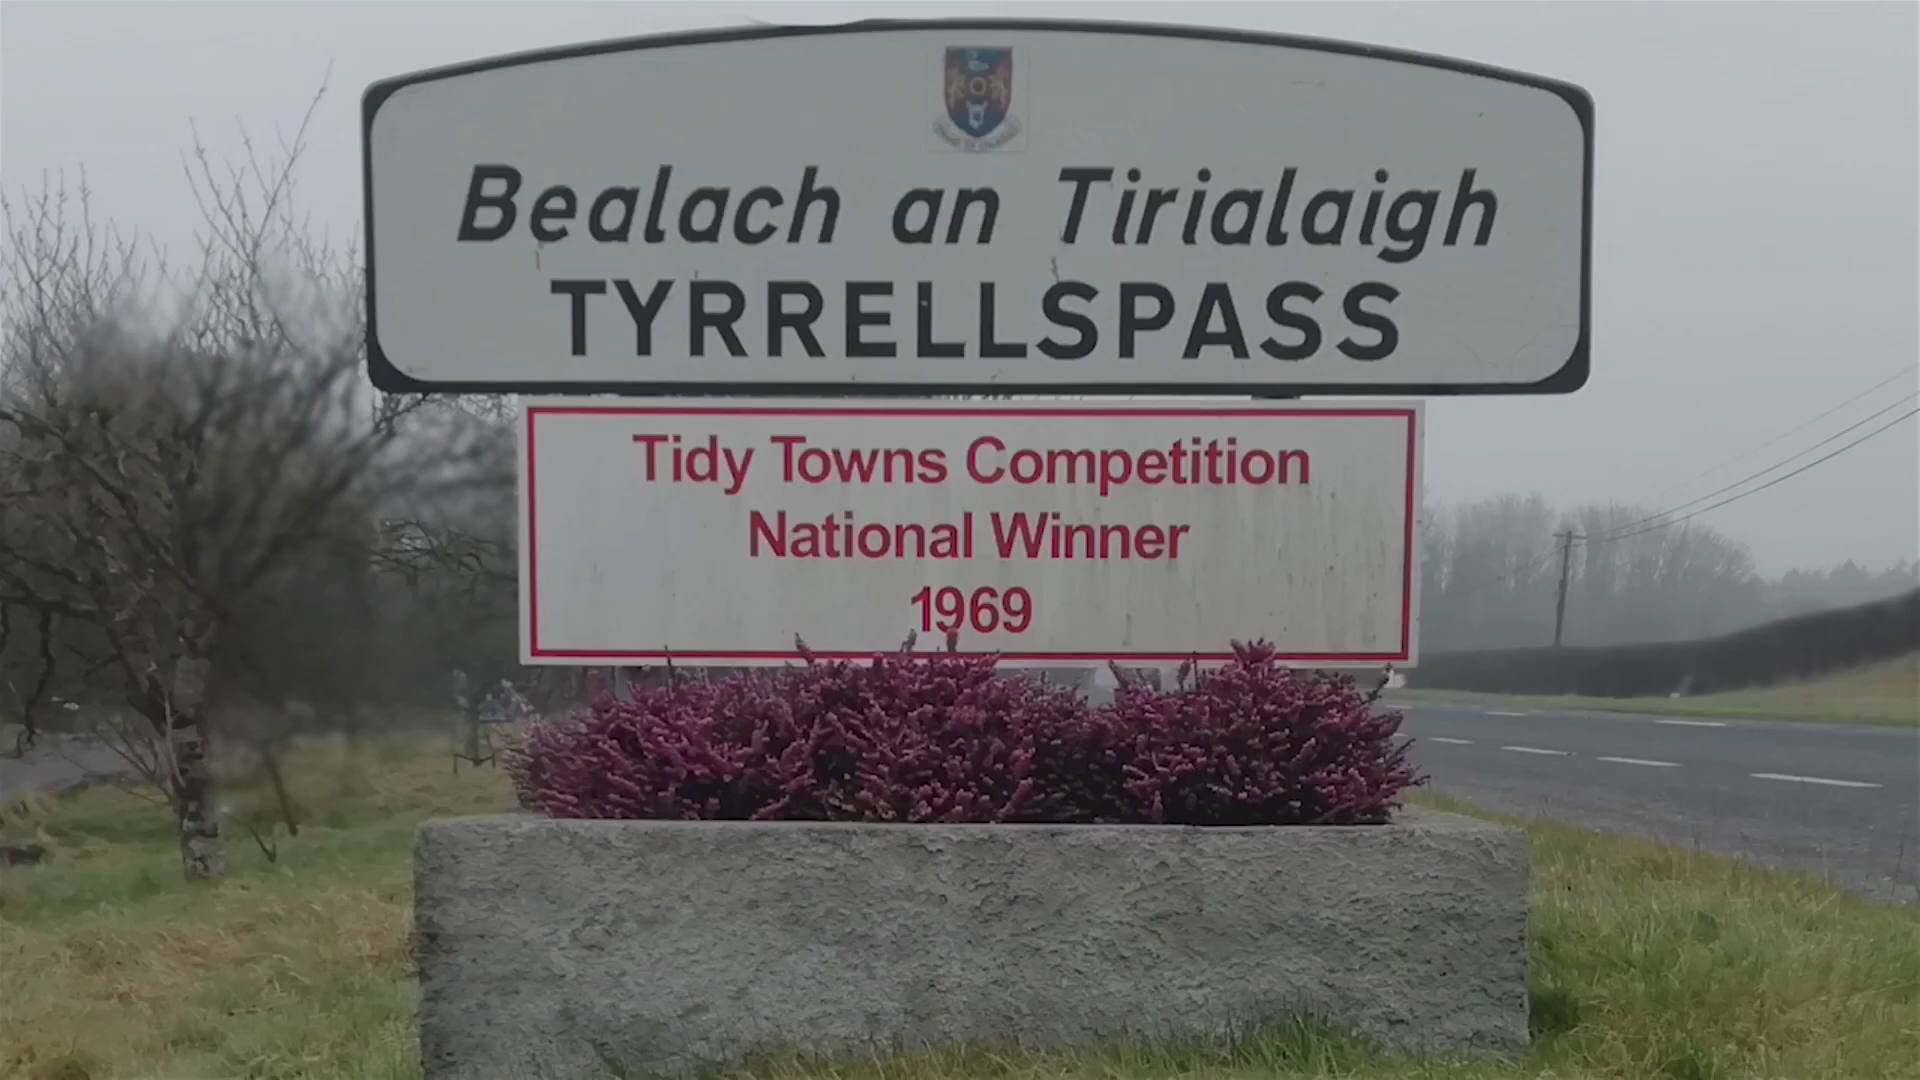 Bealach an Tirialaigh
TYRRELLSPASS
Tidy Towns Competition
National Winner
1969